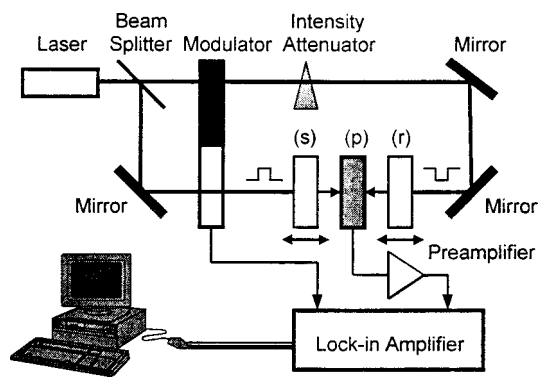 Laser
Beam
Splitter
Modulator
Intensity
Attenuator
Mirror
(s)
(p)
(r)
Mirror
Mirror
Preamplifier
Lock-in Amplifier